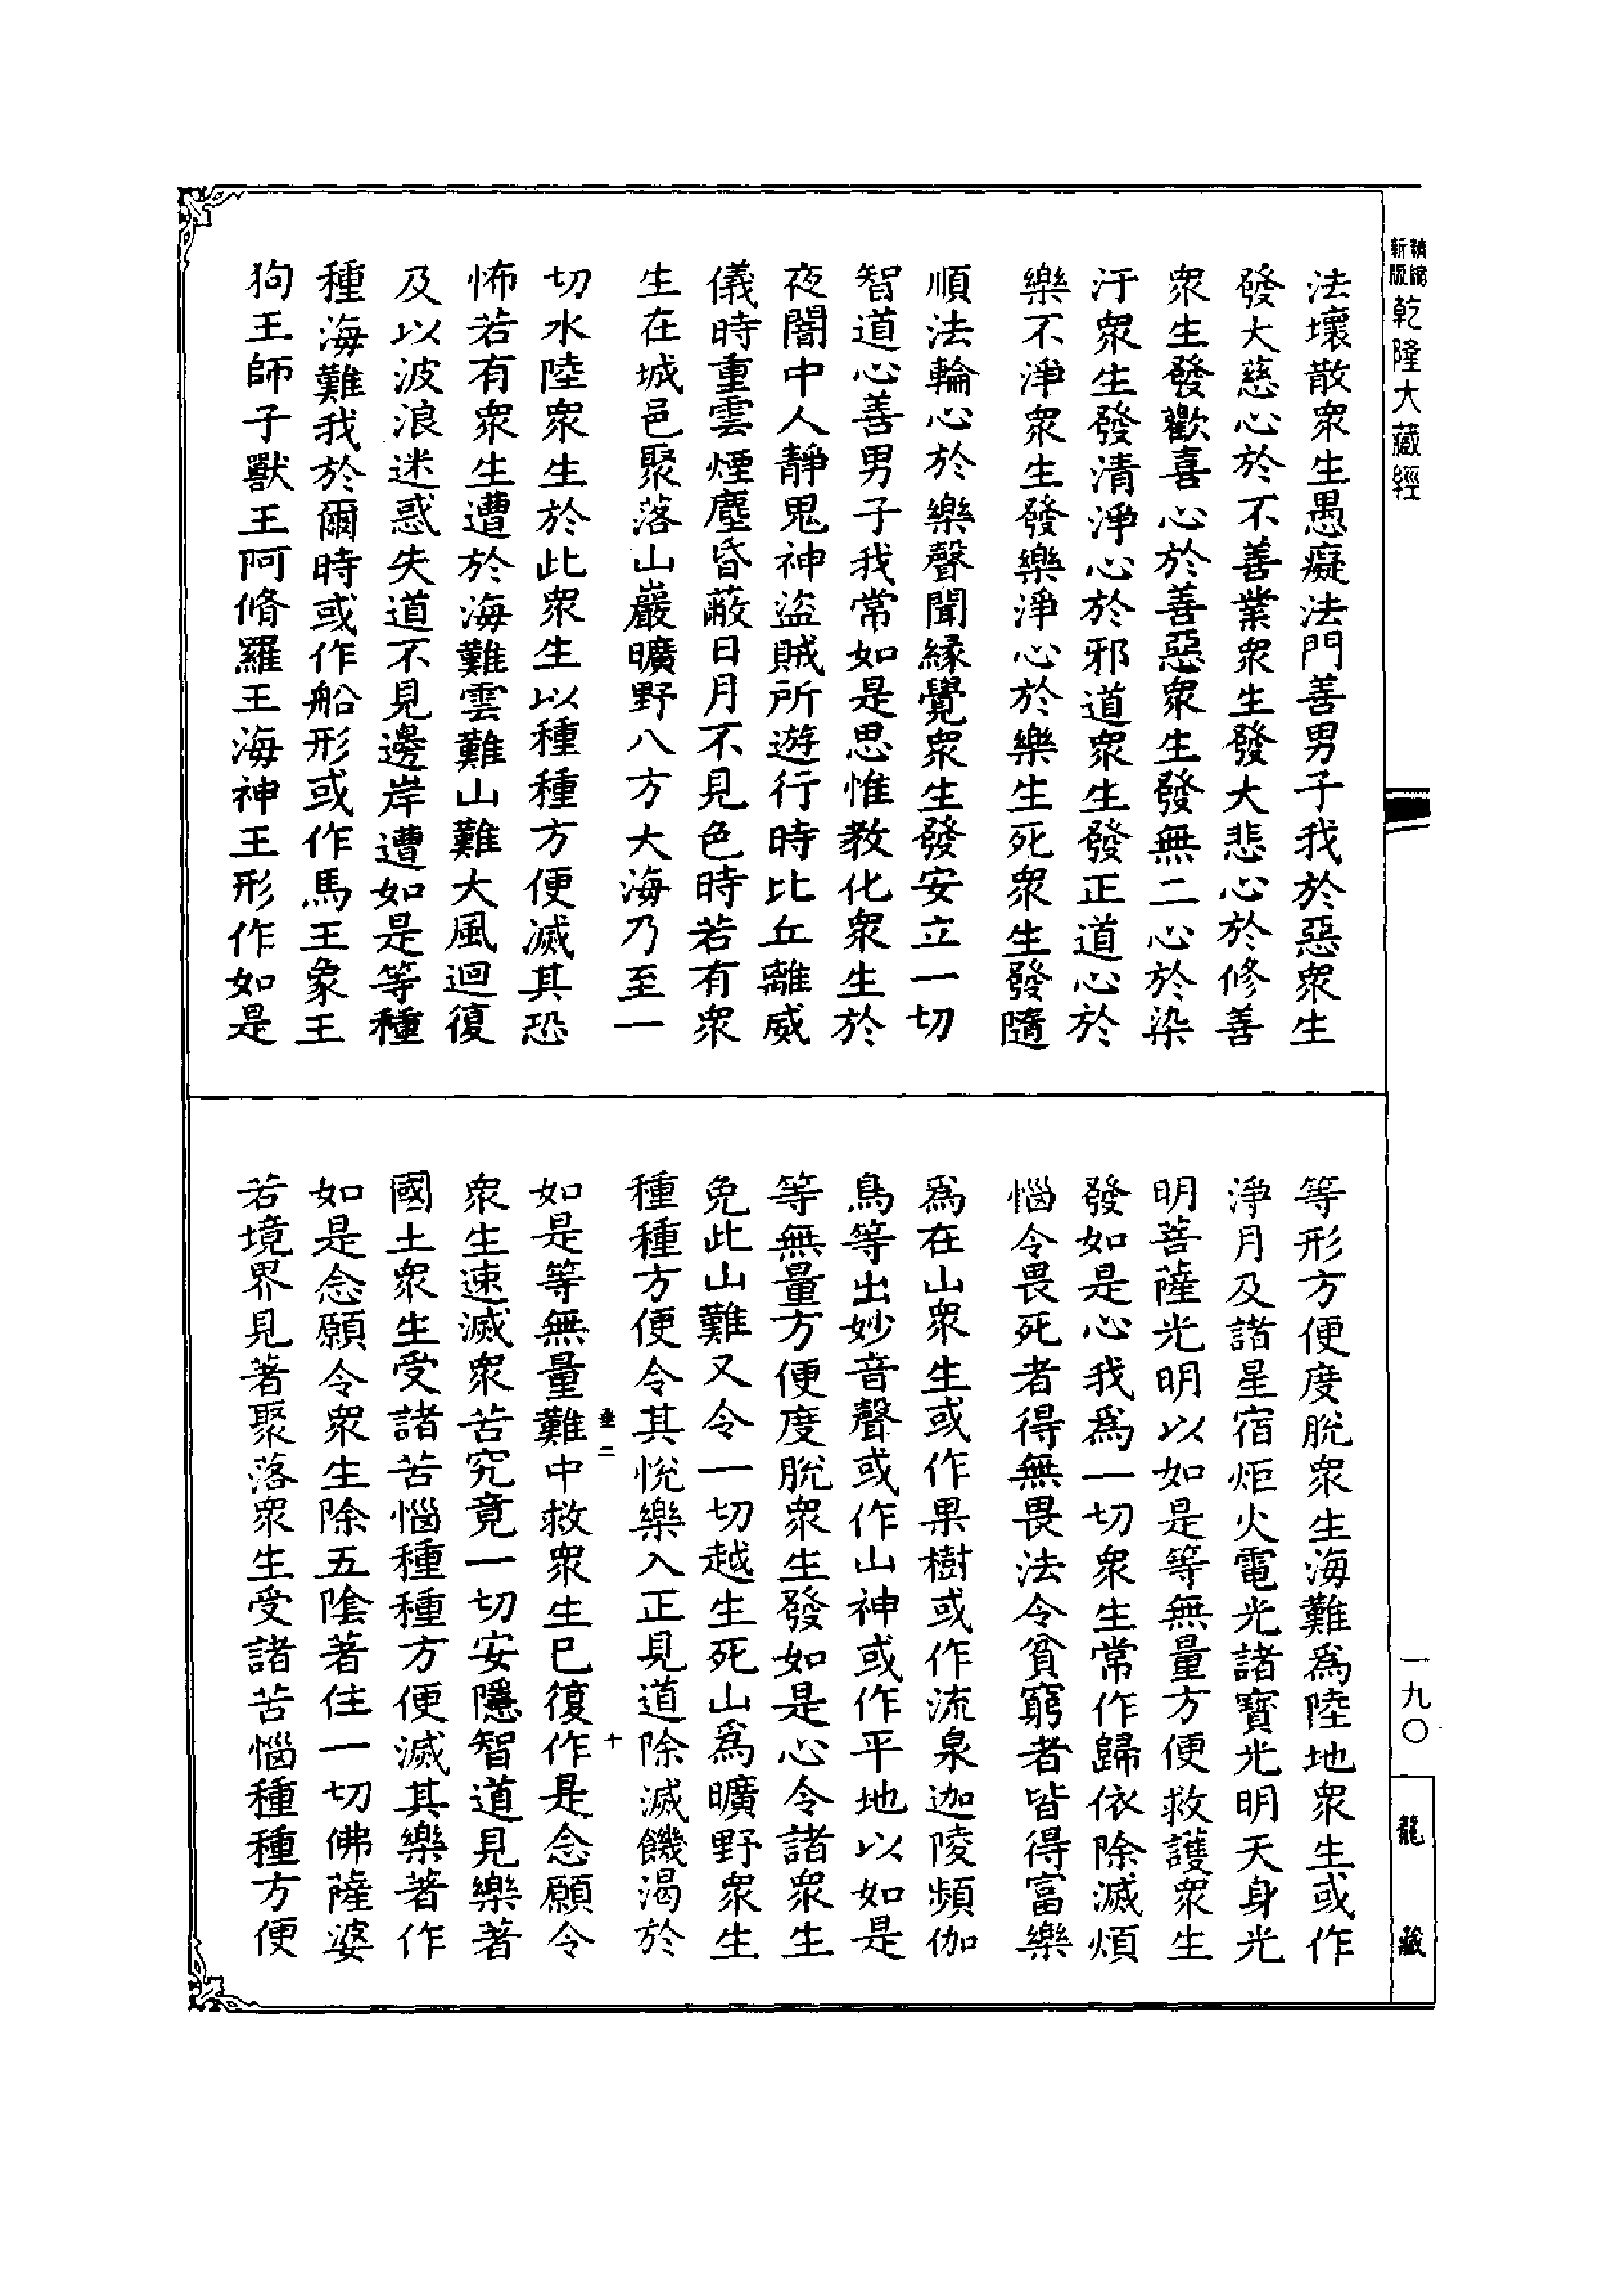 新版
乾隆大藏經
法壞散衆生愚癡法門善男子我於惡衆生
發大慈心於不善業衆生發大悲心於修善
衆生發歡喜心於善惡衆生發無二心於染
汙衆生發清淨心於邪道衆生發正道心於
樂不淨衆生發樂淨心於樂生死衆生發隨
順法輪心於樂聲聞緣覺衆生發安立一切
智道心善男子我常如是思惟教化衆生於
夜闇中人靜鬼神盜賊所遊行時比丘離威
儀時重雲煙塵昏蔽日月不見色時若有衆
生在城邑聚落山巖曠野八方大海乃至一
切水陸衆生於此衆生以種種方便滅其恐
怖若有衆生遭於海難雲難山難大風迴復
及以波浪迷惑失道不見邊岸遭如是等種
種海難我於爾時或作船形或作馬王象王
狗王師子獸王阿脩羅王海神王形作如是
等形方便度脫衆生海難爲陸地衆生或作
淨月及諸星宿炬火電光諸寶光明天身光
明菩薩光明以如是等無量方便救護衆生
發如是心我爲一切衆生常作歸依除滅煩
惱令畏死者得無畏法令貧窮者皆得富樂
爲在山衆生或作果樹或作流泉迦陵頻伽
鳥等出妙音聲或作山神或作平地以如是
等無量方便度脫衆生發如是心令諸衆生
免此山難又令一切越生死山爲曠野衆生
種種方便令其悅樂入正見道除滅饑渴於
垂二
十
如是等無量難中救衆生已復作是念願令
衆生速滅衆苦究竟一切安隱智道見樂著
國土衆生受諸苦惱種種方便滅其樂著作
如是念願令衆生除五陰著住一切佛薩婆
若境界見著聚落衆生受諸苦惱種種方便
一九〇
龍藏